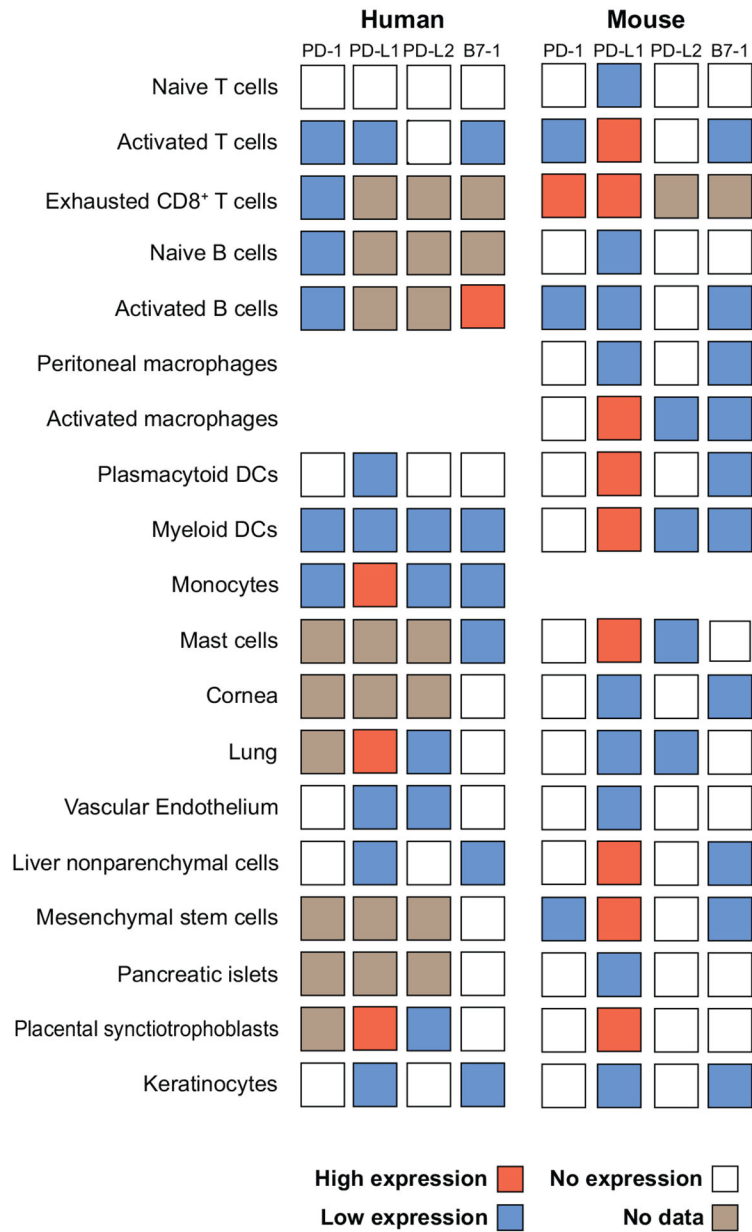 Human Mouse
PD-1 PD-L1 PD-L2 B7-1 PD-1 PD-L1 PD-L2 B7-1
Naive T cells
Activated T cells
Exhausted CD8⁺ T cells
Naive B cells
Activated B cells
Peritoneal macrophages
Activated macrophages
Plasmacytoid DCs
Myeloid DCs
Monocytes
Mast cells
Cornea
Lung
Vascular Endothelium
Liver nonparenchymal cells
Mesenchymal stem cells
Pancreatic islets
Placental synctiotrophoblasts
Keratinocytes
High expression No expression
Low expression No data